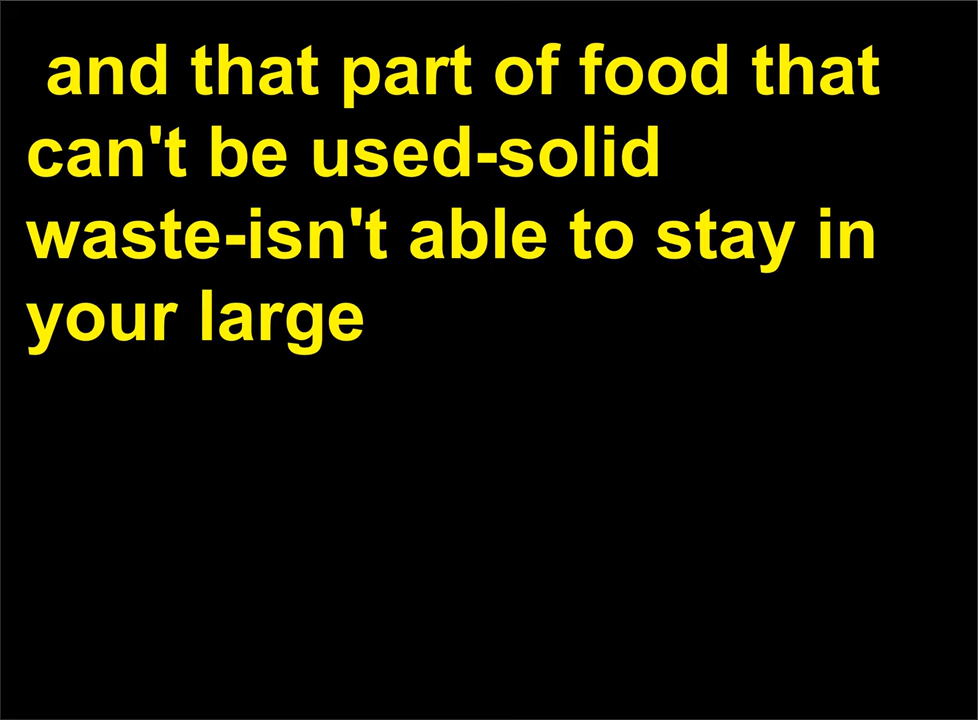 and that part of food that
can't be used-solid
waste-isn't able to stay in
your large